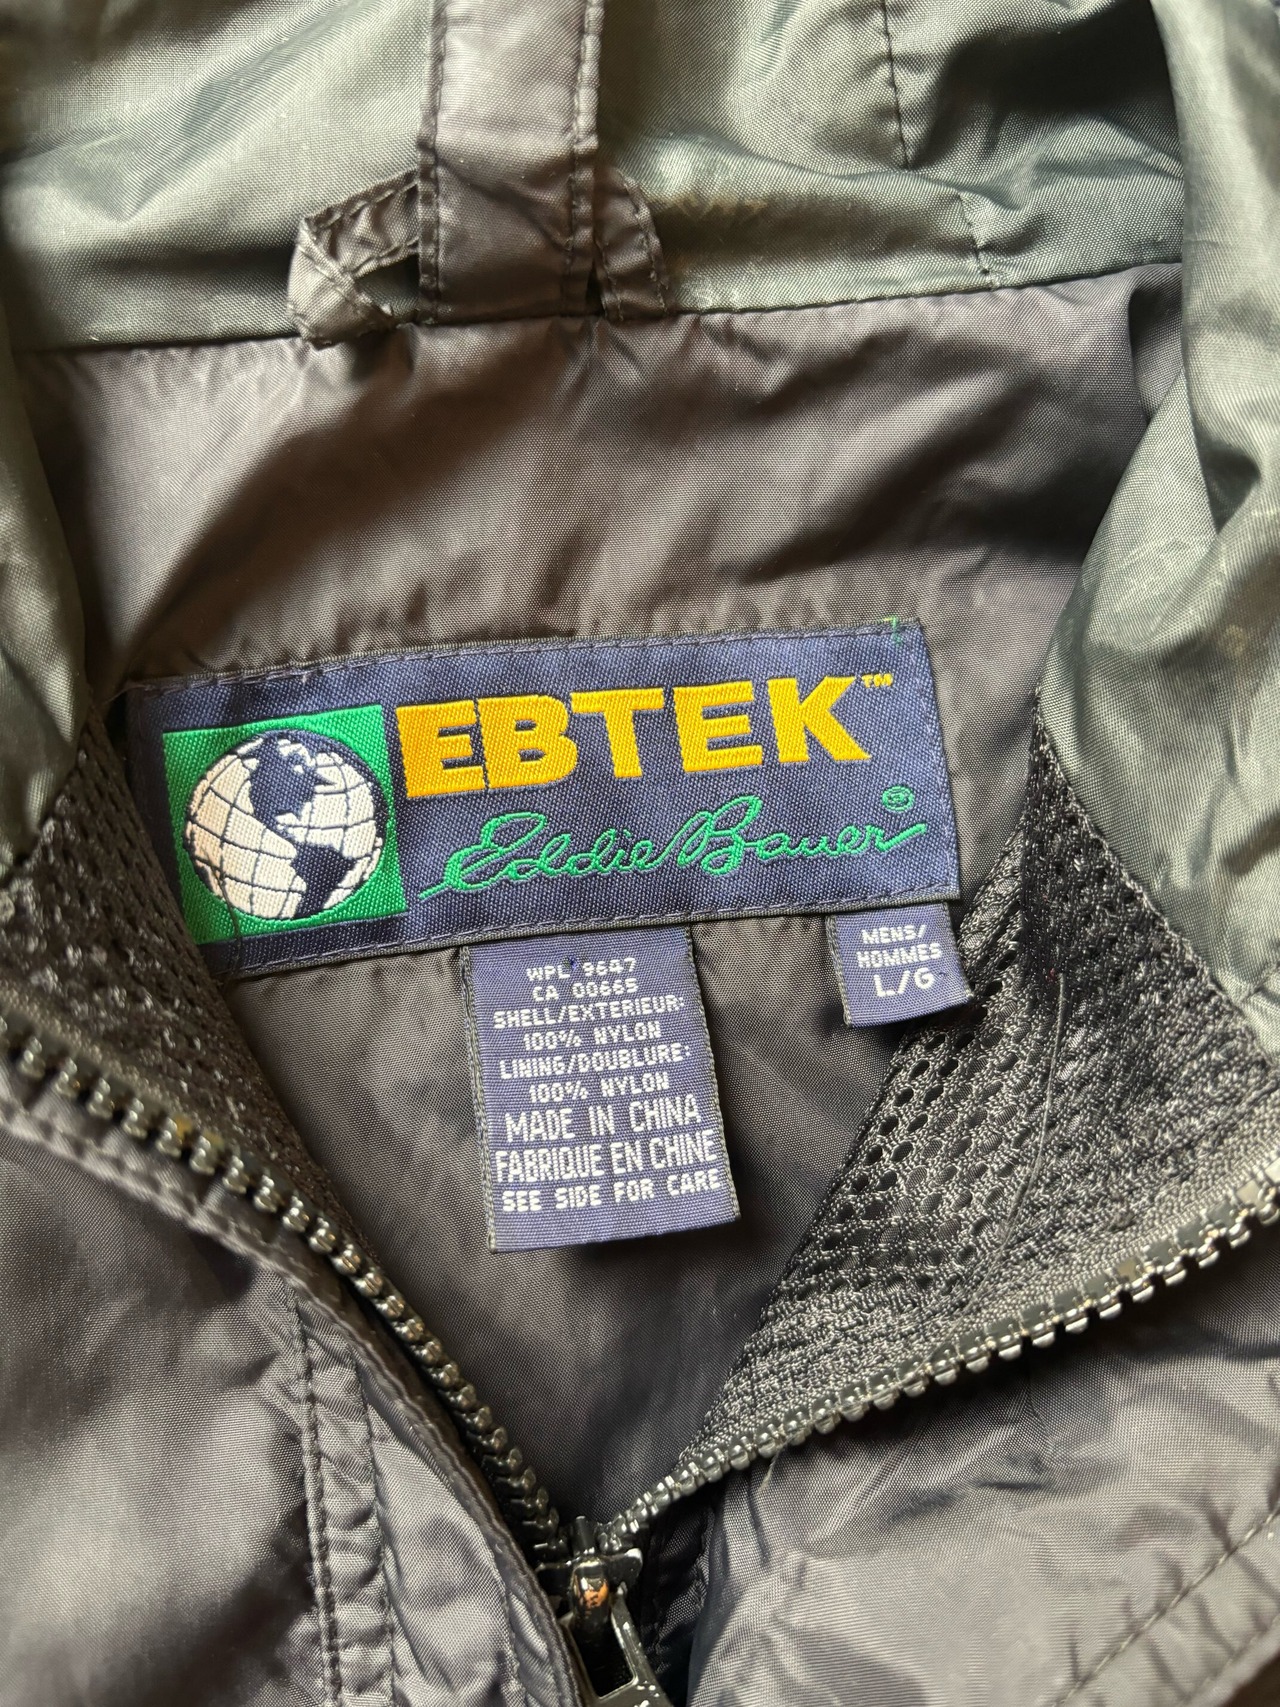 EBTEK™
Eddie Bauer®
WPL 9647
CA 00665
SHELL/EXTERIEUR:
100% NYLON
LINING/DOUBLURE:
100% NYLON
MADE IN CHINA
FABRIQUE EN CHINE
SEE SIDE FOR CARE
MENS/
HOMMES
L/G